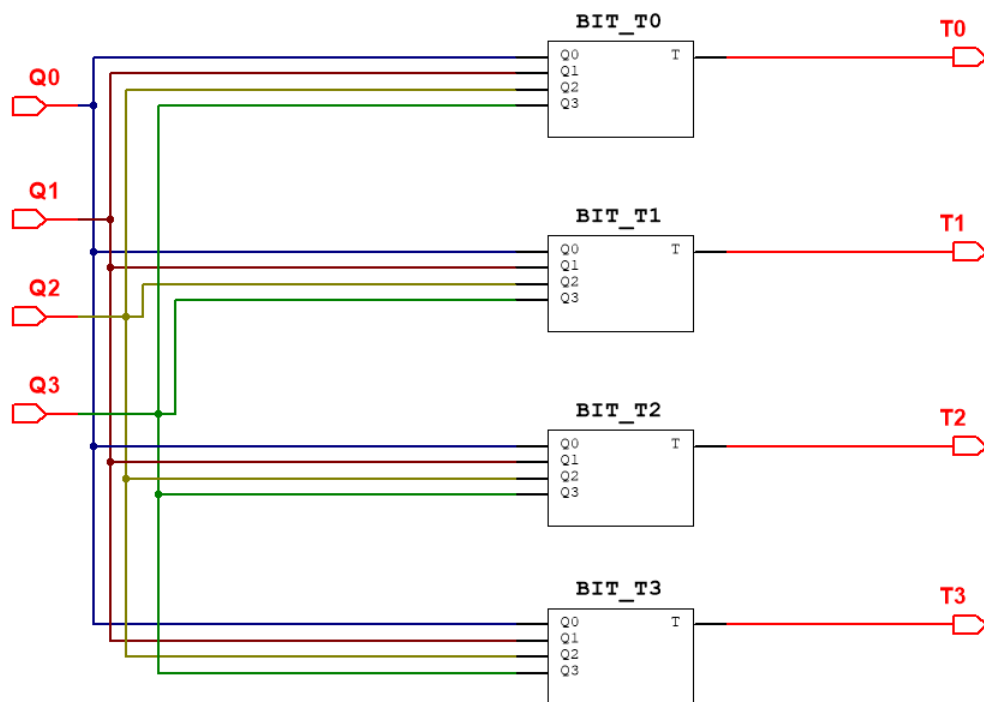 BIT_T0
T0
Q0
Q0 T
Q1
Q2
Q3
Q1
BIT_T1
T1
Q0 T
Q1
Q2
Q3
Q2
Q3
BIT_T2
T2
Q0 T
Q1
Q2
Q3
BIT_T3
T3
Q0 T
Q1
Q2
Q3